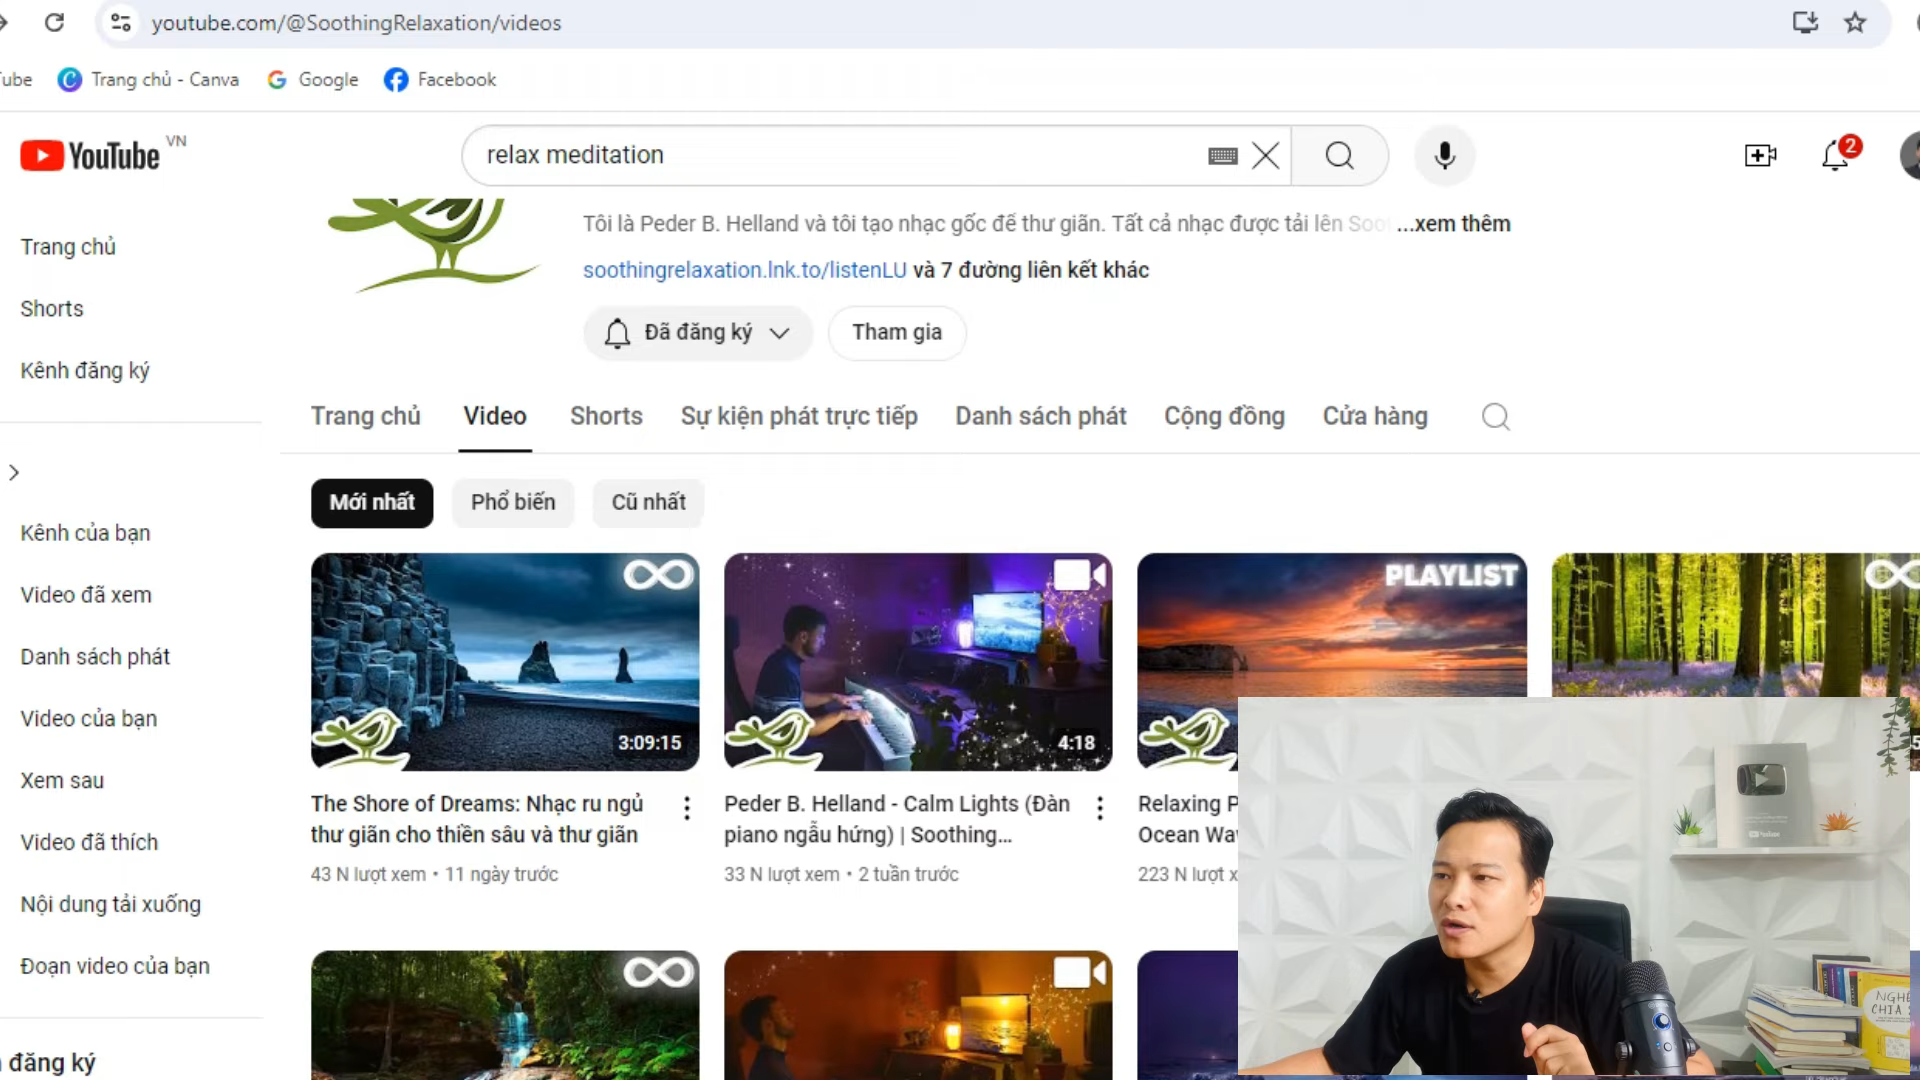 youtube.com/@SoothingRelaxation/videos
ube
Trang chủ - Canva
Google
Facebook
YouTube VN
relax meditation
2
Trang chủ
Shorts
Kênh đăng ký
Kênh của bạn
Video đã xem
Danh sách phát
Video của bạn
Xem sau
Video đã thích
Nội dung tải xuống
Đoạn video của bạn
đăng ký
Tôi là Peder B. Helland và tôi tạo nhạc gốc để thư giãn. Tất cả nhạc được tải lên Soo ...xem thêm
soothingrelaxation.lnk.to/listenLU và 7 đường liên kết khác
Đã đăng ký
Tham gia
Trang chủ
Video
Shorts
Sự kiện phát trực tiếp
Danh sách phát
Cộng đồng
Cửa hàng
Mới nhất
Phổ biến
Cũ nhất
3:09:15
The Shore of Dreams: Nhạc ru ngủ
thư giãn cho thiền sâu và thư giãn
43 N lượt xem • 11 ngày trước
4:18
Peder B. Helland - Calm Lights (Đàn
piano ngẫu hứng) | Soothing...
33 N lượt xem • 2 tuần trước
PLAYLIST
Relaxing P
Ocean Wa
223 N lượt x
YouTube
CHIA